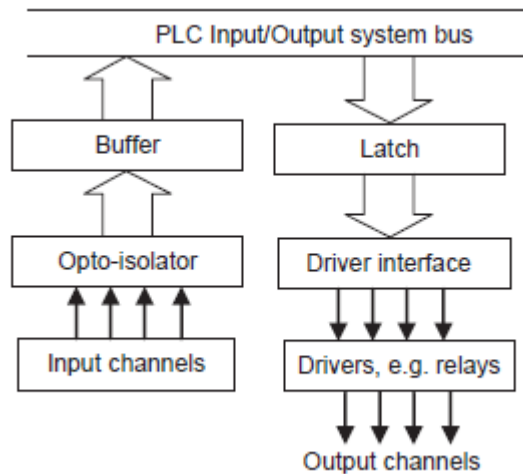 PLC Input/Output system bus
Buffer
Latch
Opto-isolator
Driver interface
Input channels
Drivers, e.g. relays
Output channels